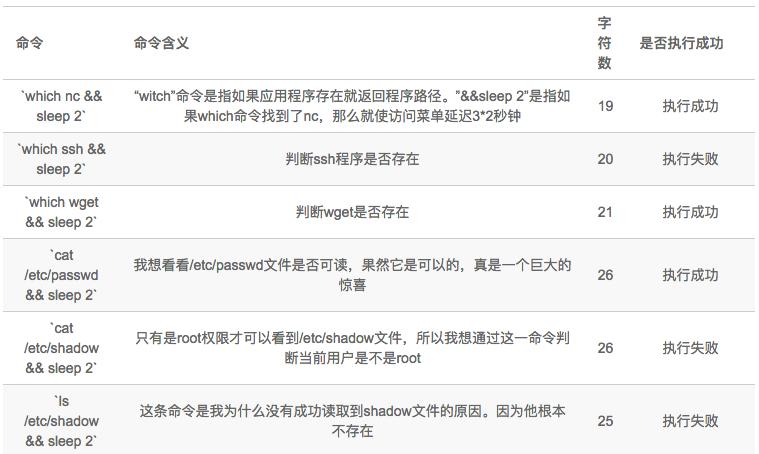 命令
命令含义
字
符
数
是否执行成功
`which nc &&
sleep 2`
“witch”命令是指如果应用程序存在就返回程序路径。”&&sleep 2”是指如
果which命令找到了nc，那么就使访问菜单延迟3*2秒钟
19
执行成功
`which ssh &&
sleep 2`
判断ssh程序是否存在
20
执行失败
`which wget
&& sleep 2`
判断wget是否存在
21
执行成功
`cat
/etc/passwd
&& sleep 2`
我想看看/etc/passwd文件是否可读，果然它是可以的，真是一个巨大的
惊喜
26
执行成功
`cat
/etc/shadow
&& sleep 2`
只有是root权限才可以看到/etc/shadow文件，所以我想通过这一命令判
断当前用户是不是root
26
执行失败
`ls
/etc/shadow
&& sleep 2`
这条命令是我为什么没有成功读取到shadow文件的原因。因为他根本
不存在
25
执行失败